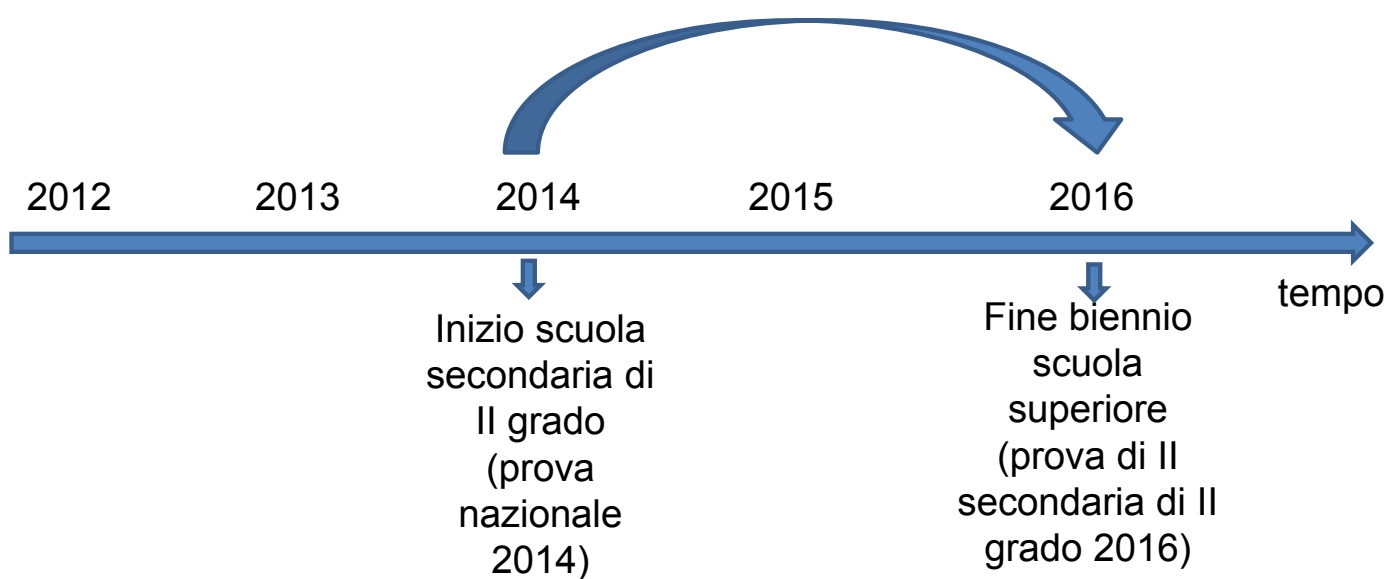 2012 2013 2014 2015 2016
tempo
Inizio scuola
secondaria di
II grado
(prova
nazionale
2014)
Fine biennio
scuola
superiore
(prova di II
secondaria di II
grado 2016)